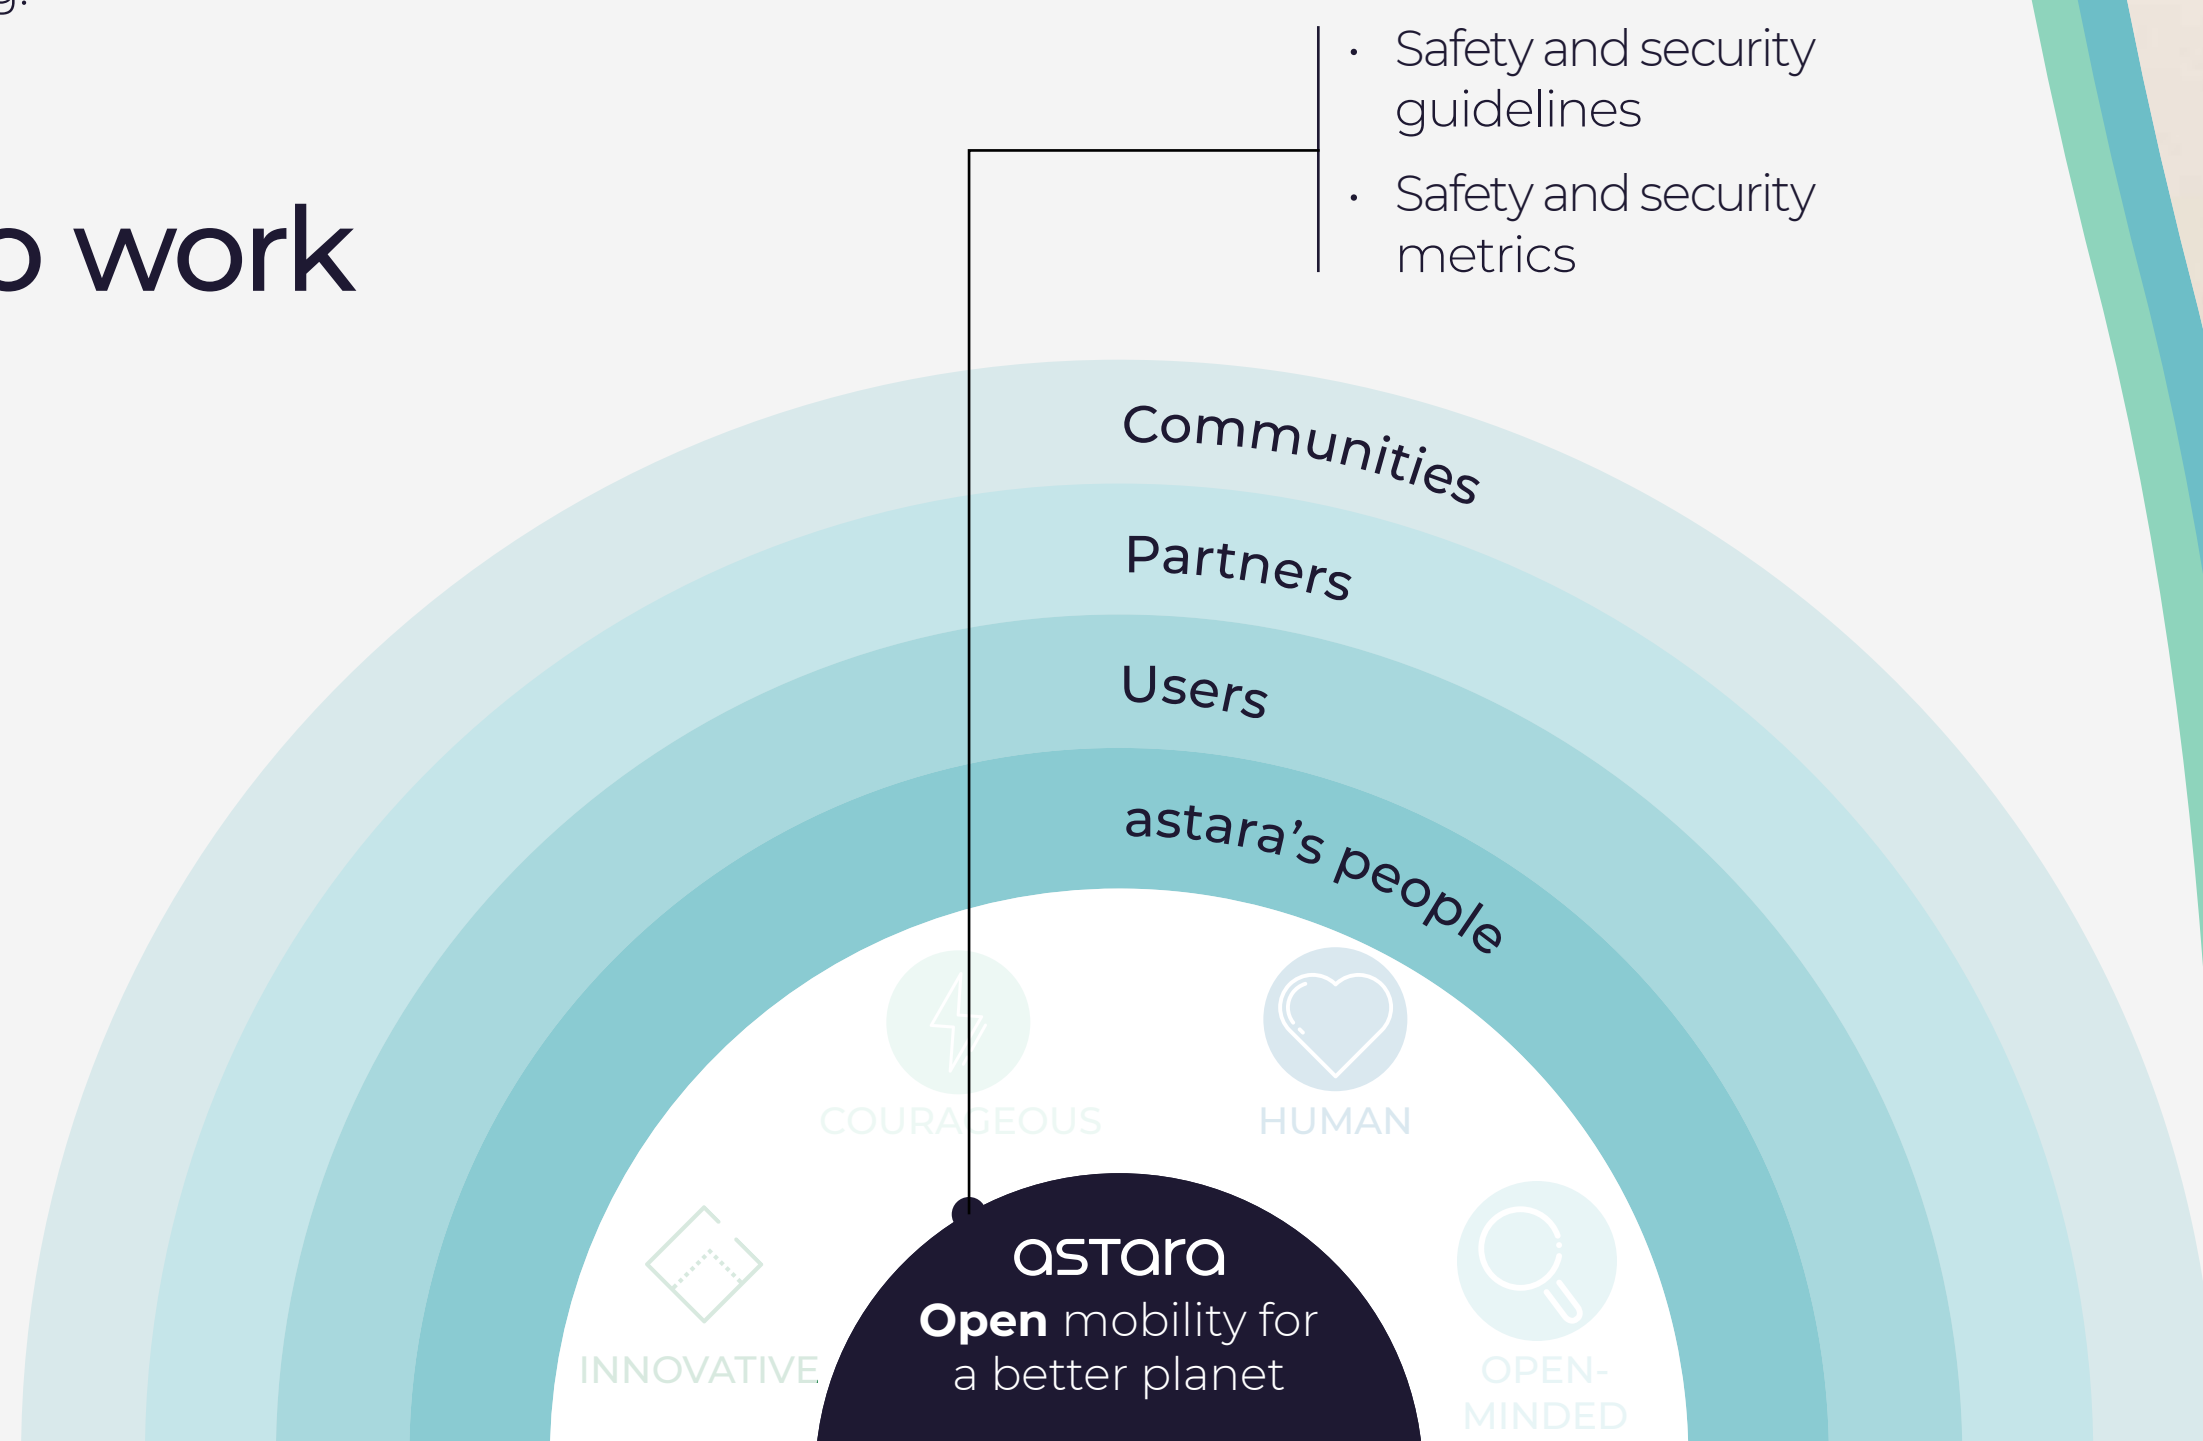 • Safety and security
guidelines
• Safety and security
metrics
work
Communities
Partners
Users
astara’s people
COURAGEOUS
HUMAN
INNOVATIVE
OPEN-
MINDED
astara
Open mobility for
a better planet